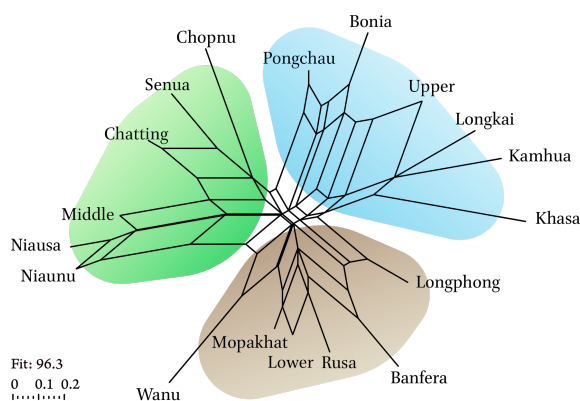 Bonia
Chopnu
Pongchau
Senua
Upper
Longkai
Chatting
Kamhua
Middle
Khasa
Niausa
Niaunu
Longphong
Mopakhat
Lower Rusa
Banfera
Wanu
Fit: 96.3
0 0.1 0.2